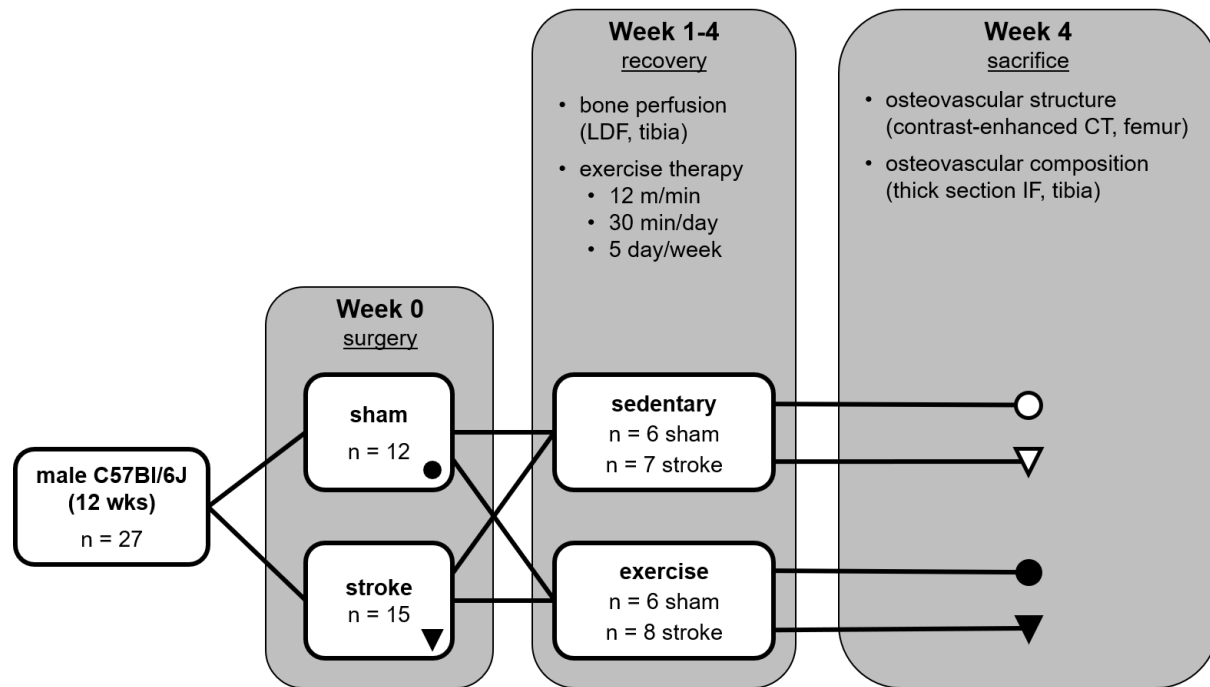 male C57Bl/6J
(12 wks)
n = 27
Week 0
surgery
sham
n = 12
stroke
n = 15
Week 1-4
recovery
• bone perfusion
(LDF, tibia)
• exercise therapy
• 12 m/min
• 30 min/day
• 5 day/week
sedentary
n = 6 sham
n = 7 stroke
exercise
n = 6 sham
n = 8 stroke
Week 4
sacrifice
• osteovascular structure
(contrast-enhanced CT, femur)
• osteovascular composition
(thick section IF, tibia)